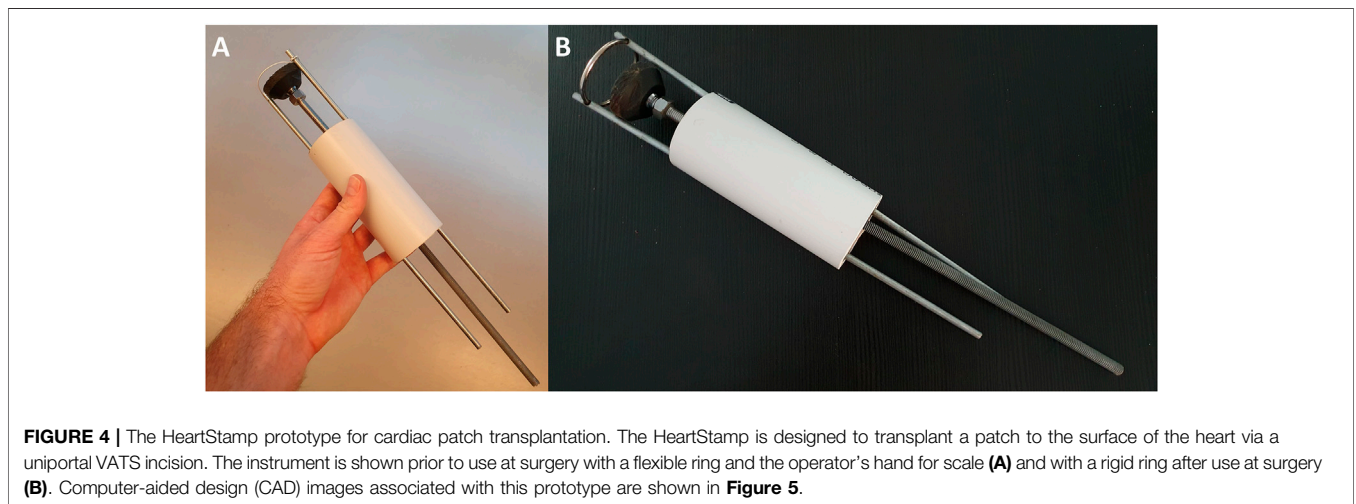 A
B
FIGURE 4 | The HeartStamp prototype for cardiac patch transplantation. The HeartStamp is designed to transplant a patch to the surface of the heart via a
uniportal VATS incision. The instrument is shown prior to use at surgery with a flexible ring and the operator's hand for scale (A) and with a rigid ring after use at surgery
(B). Computer-aided design (CAD) images associated with this prototype are shown in Figure 5.